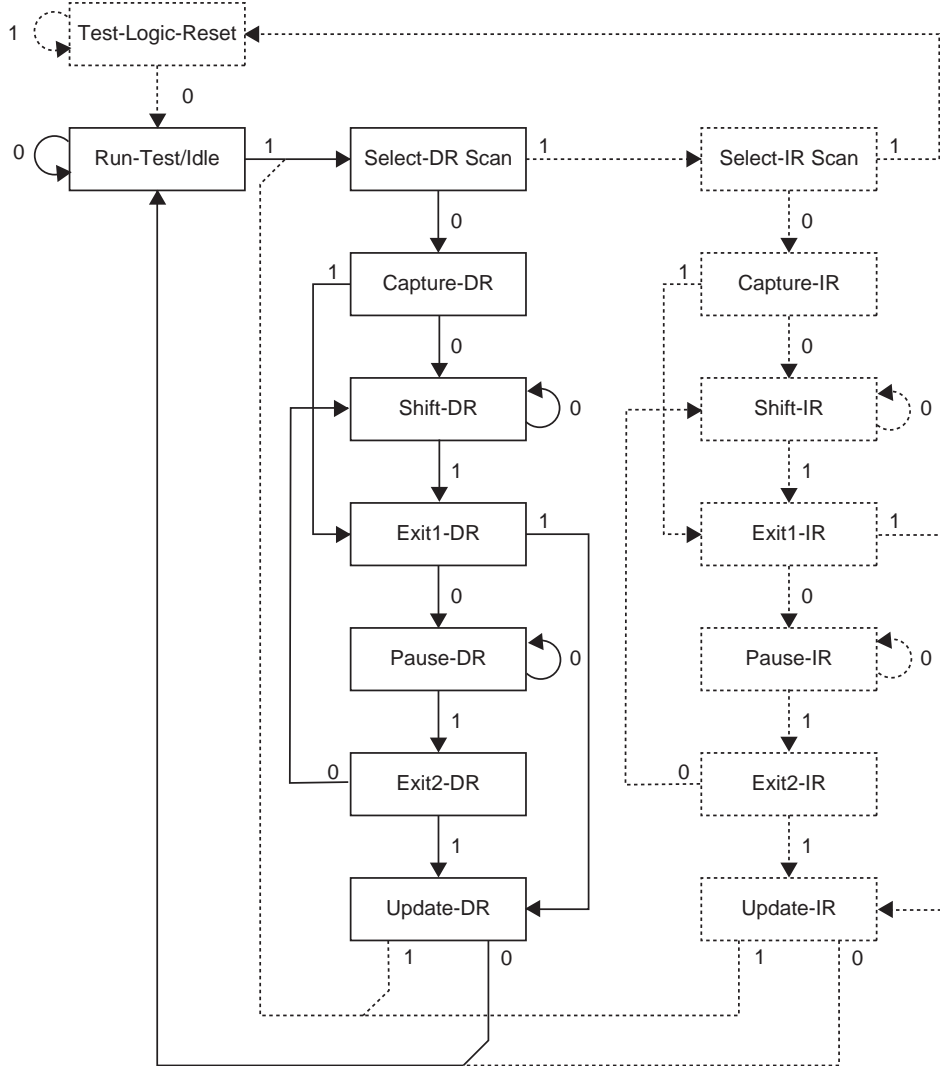 1
Test-Logic-Reset
0
0
Run-Test/Idle
1
Select-DR Scan
1
Select-IR Scan
1
0
0
1
Capture-DR
1
Capture-IR
0
0
Shift-DR
0
Shift-IR
0
1
1
Exit1-DR
1
Exit1-IR
1
0
0
Pause-DR
0
Pause-IR
0
1
1
0
Exit2-DR
0
Exit2-IR
1
1
Update-DR
Update-IR
1
0
1
0